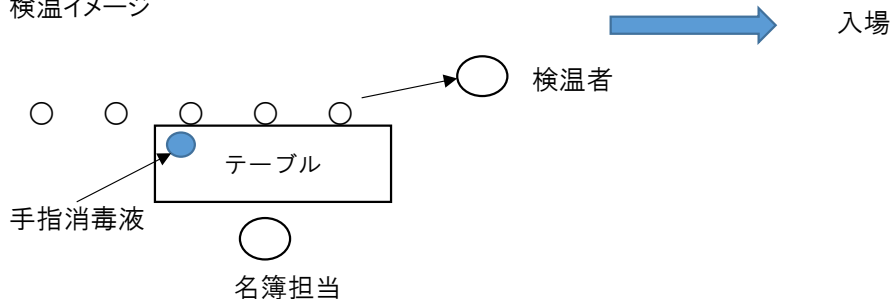 検温イメージ
入場
検温者
テーブル
手指消毒液
名簿担当